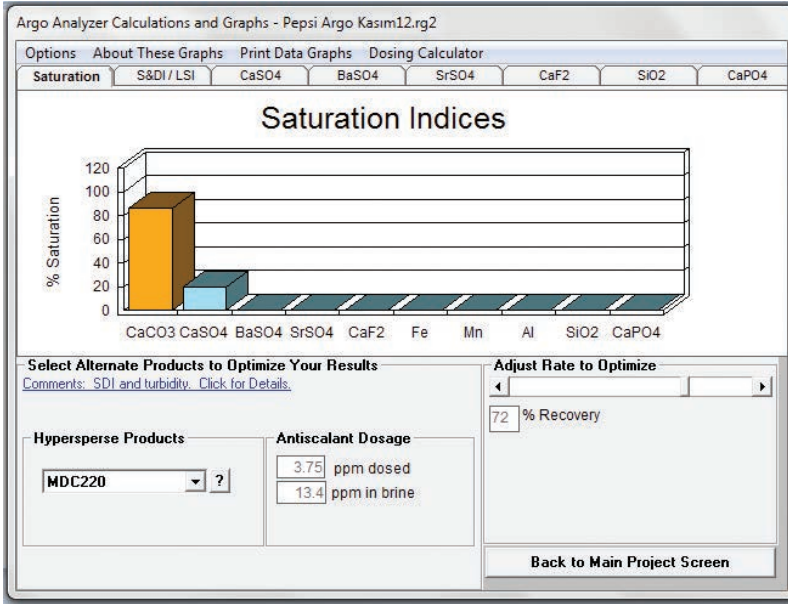 Argo Analyzer Calculations and Graphs - Pepsi Argo Kasım12.rg2
Options About These Graphs Print Data Graphs Dosing Calculator
Saturation S&DI / LSI CaSO4 BaSO4 SrSO4 CaF2 SiO2 CaPO4
Saturation Indices
% Saturation
120
100
80
60
40
20
0
CaCO3 CaSO4 BaSO4 SrSO4 CaF2 Fe Mn Al SiO2 CaPO4
Select Alternate Products to Optimize Your Results
Comments: SDI and turbidity. Click for Details.
Hypersperse Products
MDC220
?
Antiscalant Dosage
3.75 ppm dosed
13.4 ppm in brine
Adjust Rate to Optimize
72 % Recovery
Back to Main Project Screen